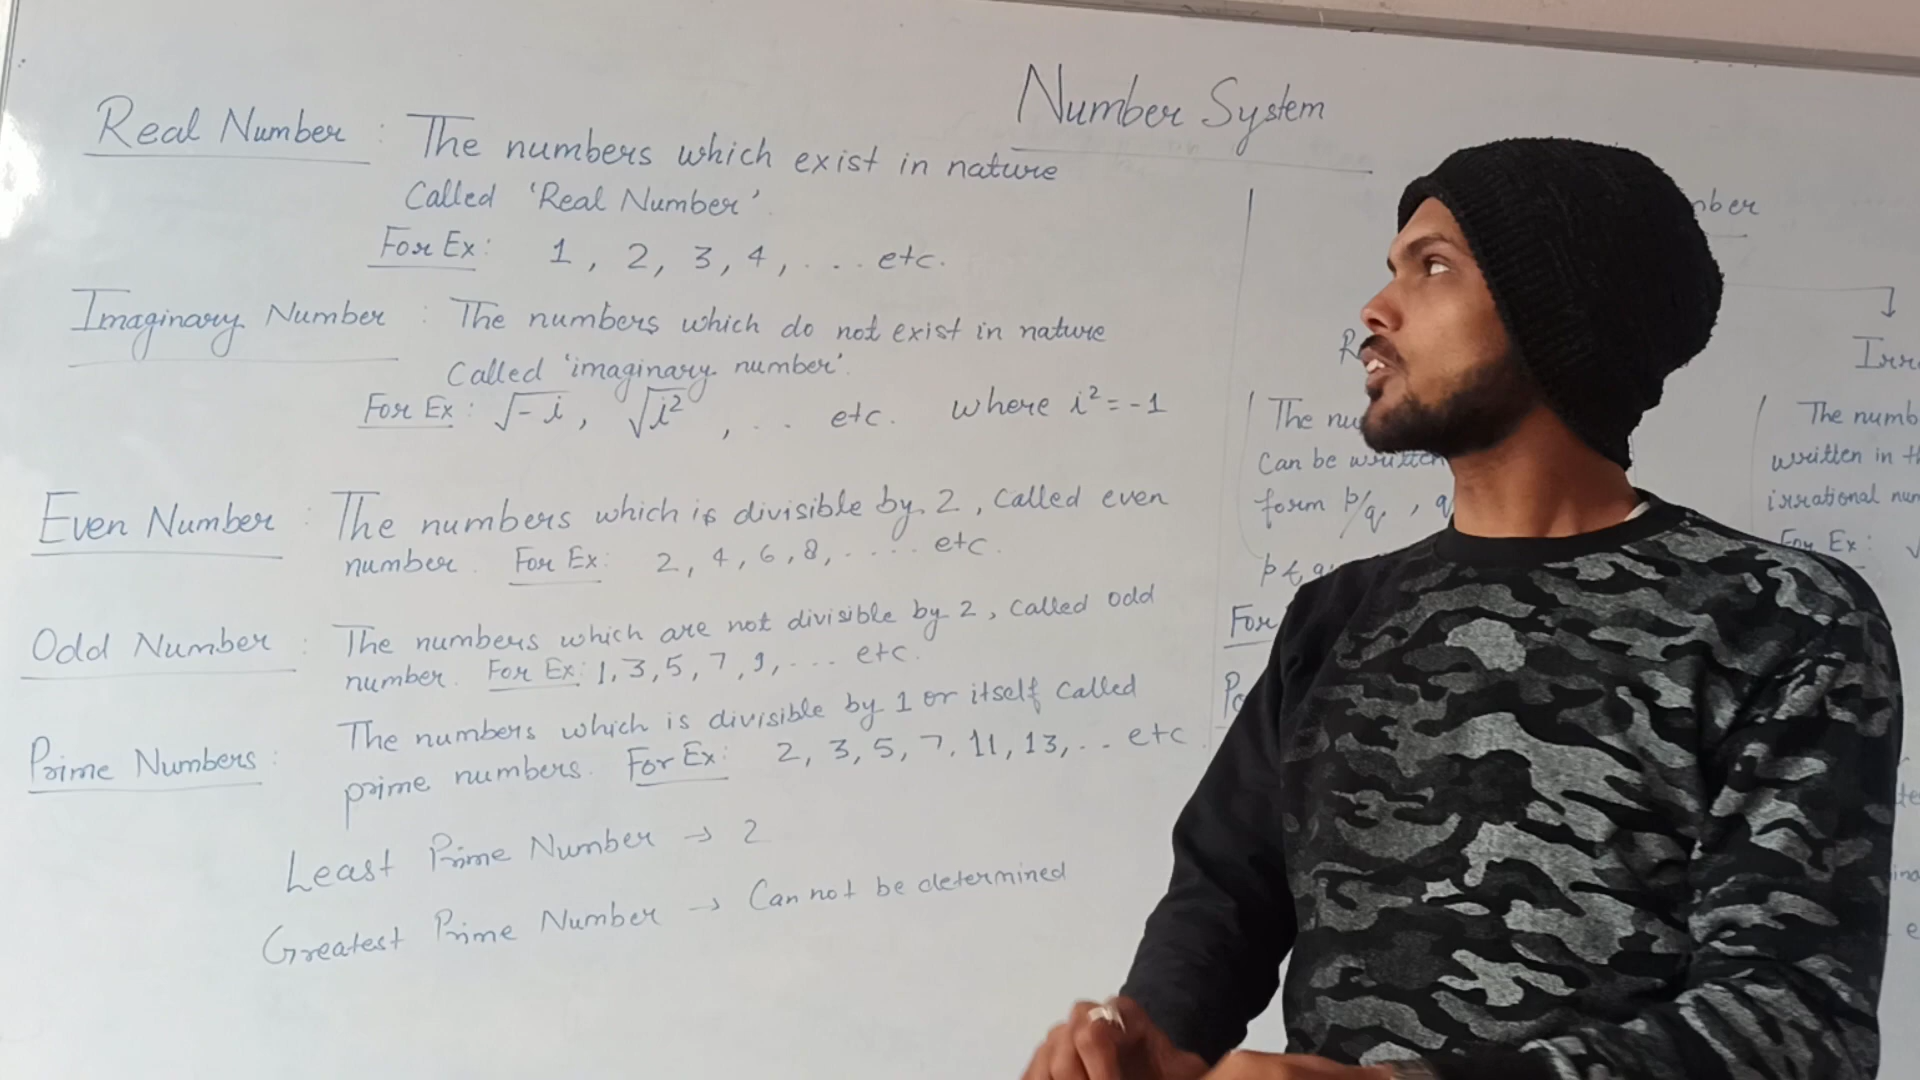 Number System
Real Number : The numbers which exist in nature
Called 'Real Number'.
For Ex: 1, 2, 3, 4, . . . etc.
Imaginary Number : The numbers which do not exist in nature
Called 'imaginary number'.
For Ex: √-i, √i², . . etc. where i² = -1
Even Number : The numbers which is divisible by 2, called even
number. For Ex: 2, 4, 6, 8, . . . . etc.
Odd Number : The numbers which are not divisible by 2, called odd
number. For Ex: 1, 3, 5, 7, 9, . . . etc.
Prime Numbers : The numbers which is divisible by 1 or itself called
prime numbers. For Ex: 2, 3, 5, 7, 11, 13, . . etc.
Least Prime Number → 2
Greatest Prime Number → Can not be determined
The
Can be written
form p/q, q
For
The
written in
irrational
For Ex: √